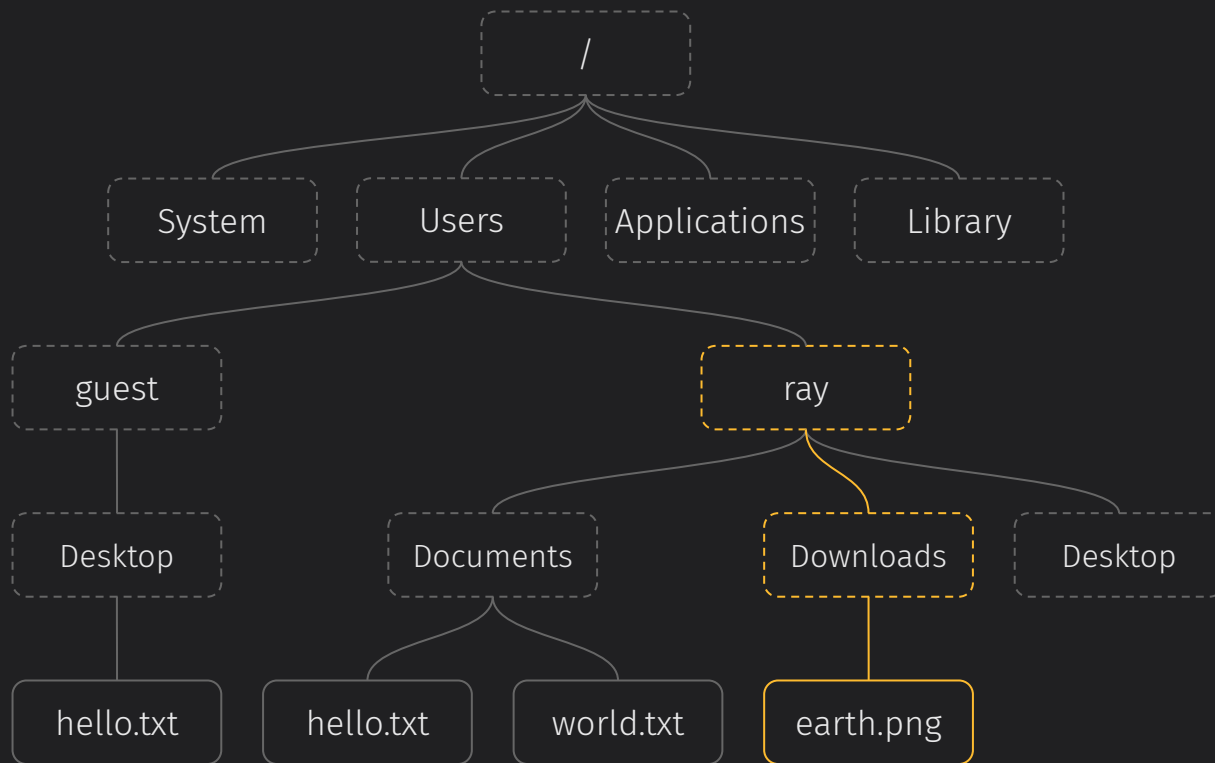 /
System
Users
Applications
Library
guest
ray
Desktop
Documents
Downloads
Desktop
hello.txt
hello.txt
world.txt
earth.png